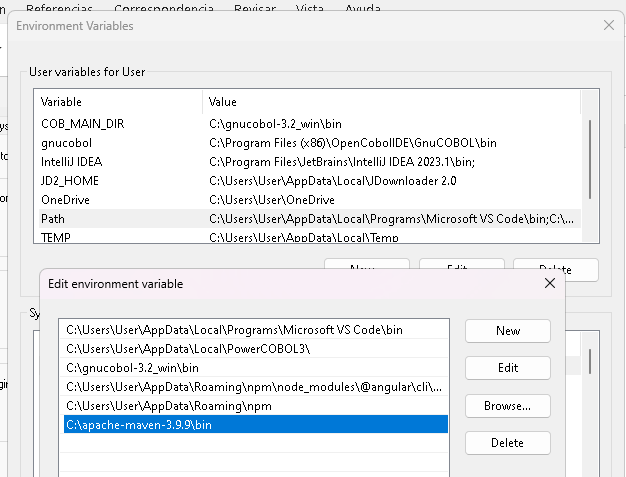 Referencias Correspondencia Revisar Vista Ayuda
Environment Variables
User variables for User
Variable Value
COB_MAIN_DIR C:\gnucobol-3.2_win\bin
gnucobol C:\Program Files (x86)\OpenCobolIDE\GnuCOBOL\bin
IntelliJ IDEA C:\Program Files\JetBrains\IntelliJ IDEA 2023.1\bin;
JD2_HOME C:\Users\User\AppData\Local\JDownloader 2.0
OneDrive C:\Users\User\OneDrive
Path C:\Users\User\AppData\Local\Programs\Microsoft VS Code\bin;C:\...
TEMP C:\Users\User\AppData\Local\Temp
New... Edit... Delete
Edit environment variable
Sy
C:\Users\User\AppData\Local\Programs\Microsoft VS Code\bin
C:\Users\User\AppData\Local\PowerCOBOL3\
C:\gnucobol-3.2_win\bin
C:\Users\User\AppData\Roaming\npm\node_modules\@angular\cli\...
C:\Users\User\AppData\Roaming\npm
C:\apache-maven-3.9.9\bin
New
Edit
Browse...
Delete